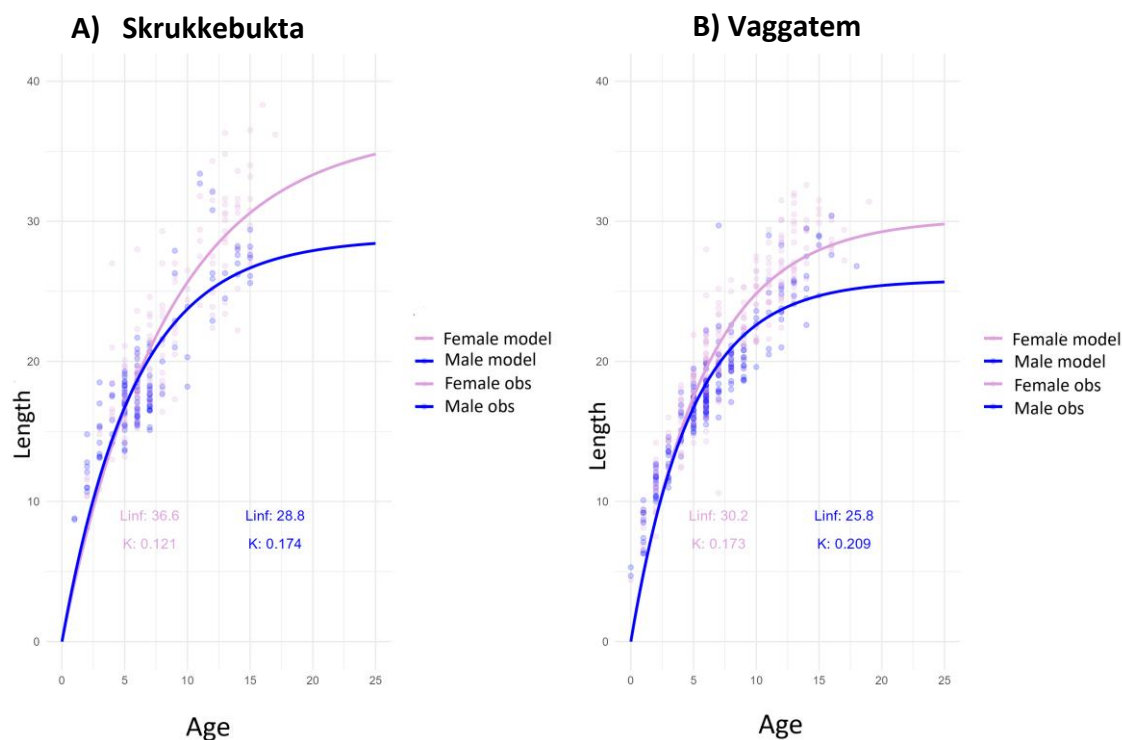 A) Skrukkebukta
40
30
20
10
0
Length
Linf: 36.6
K: 0.121
Linf: 28.8
K: 0.174
0 5 10 15 20 25
Age
Female model
Male model
Female obs
Male obs
B) Vaggatem
40
30
20
10
0
Length
Linf: 30.2
K: 0.173
Linf: 25.8
K: 0.209
0 5 10 15 20 25
Age
Female model
Male model
Female obs
Male obs